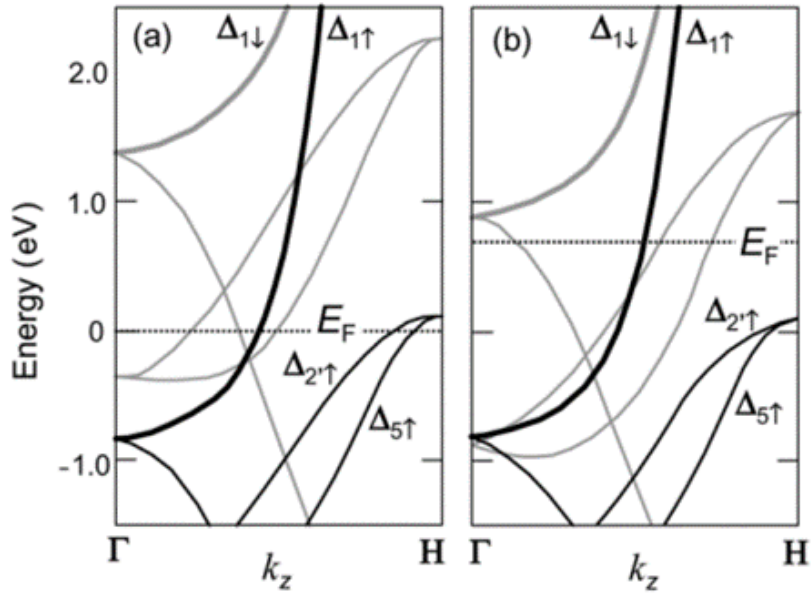 (a)
Δ1↓
Δ1↑
2.0
1.0
0
-1.0
Energy (eV)
EF
Δ2'↑
Δ5↑
Γ
kz
H
(b)
Δ1↓
Δ1↑
EF
Δ2'↑
Δ5↑
Γ
kz
H